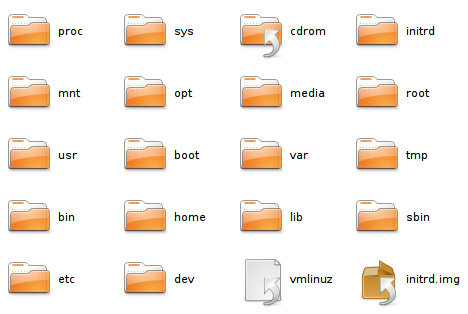 proc sys cdrom initrd
mnt opt media root
usr boot var tmp
bin home lib sbin
etc dev vmlinuz initrd.img